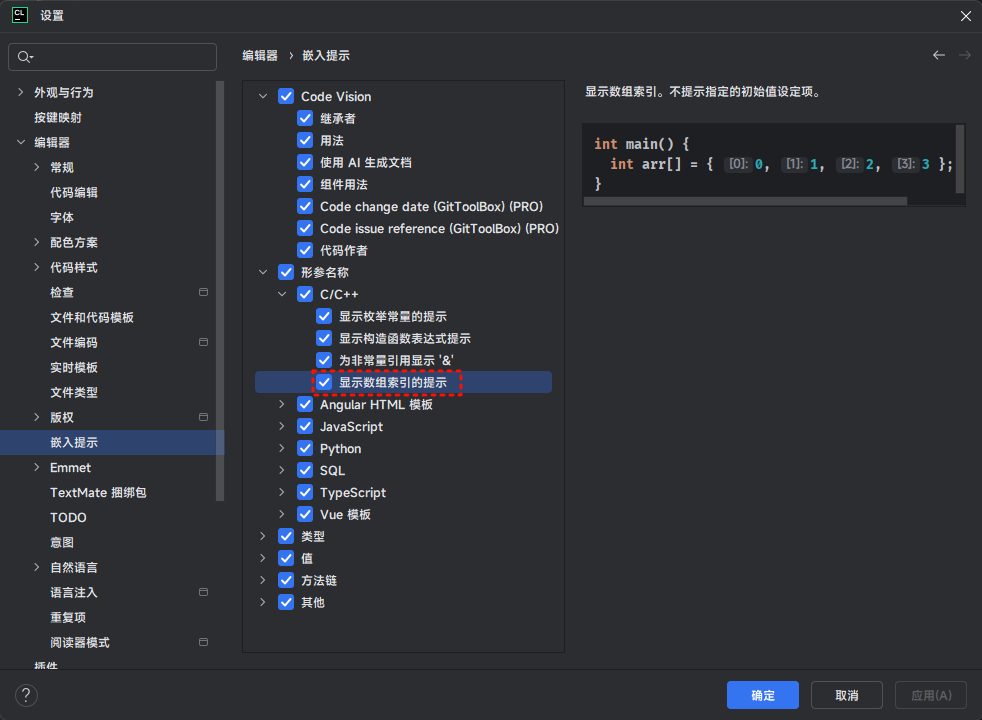 CL
设置
外观与行为
按键映射
编辑器
常规
代码编辑
字体
配色方案
代码样式
检查
文件和代码模板
文件编码
实时模板
文件类型
版权
嵌入提示
Emmet
TextMate 捆绑包
TODO
意图
自然语言
语言注入
重复项
阅读器模式
插件
编辑器 › 嵌入提示
Code Vision
继承者
用法
使用 AI 生成文档
组件用法
Code change date (GitToolBox) (PRO)
Code issue reference (GitToolBox) (PRO)
代码作者
形参名称
C/C++
显示枚举常量的提示
显示构造函数表达式提示
为非常量引用显示 '&'
显示数组索引的提示
Angular HTML 模板
JavaScript
Python
SQL
TypeScript
Vue 模板
类型
值
方法链
其他
显示数组索引。不提示指定的初始值设定项。
int main() {
int arr[] = { [0]: 0, [1]: 1, [2]: 2, [3]: 3 };
}
?
确定
取消
应用(A)